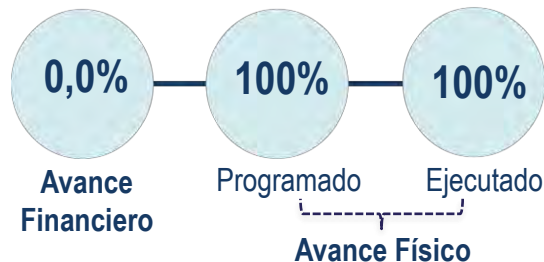 0,0%
100%
100%
Avance
Financiero
Programado
Ejecutado
Avance Físico